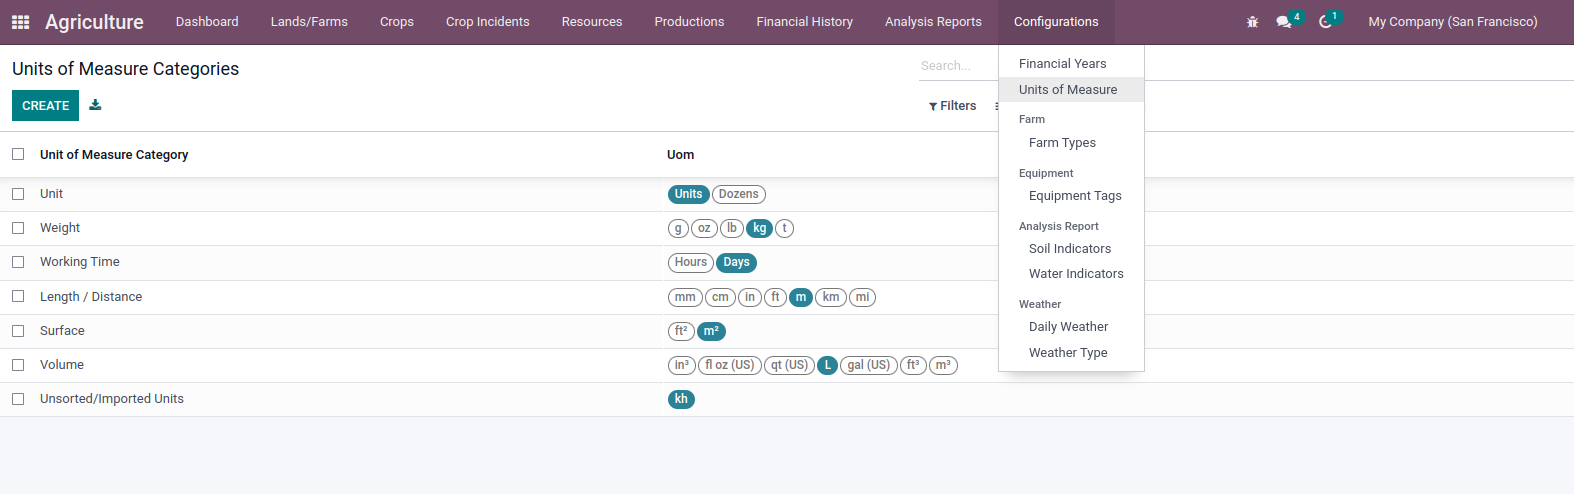 Agriculture Dashboard Lands/Farms Crops Crop Incidents Resources Productions Financial History Analysis Reports Configurations 4 1 My Company (San Francisco)
Units of Measure Categories
Search...
CREATE
Filters
Financial Years
Units of Measure
Farm
Farm Types
Equipment
Equipment Tags
Analysis Report
Soil Indicators
Water Indicators
Weather
Daily Weather
Weather Type
Unit of Measure Category Uom
Unit Units Dozens
Weight g oz lb kg t
Working Time Hours Days
Length / Distance mm cm in ft m km mi
Surface ft² m²
Volume in³ fl oz (US) qt (US) L gal (US) ft³ m³
Unsorted/Imported Units kh